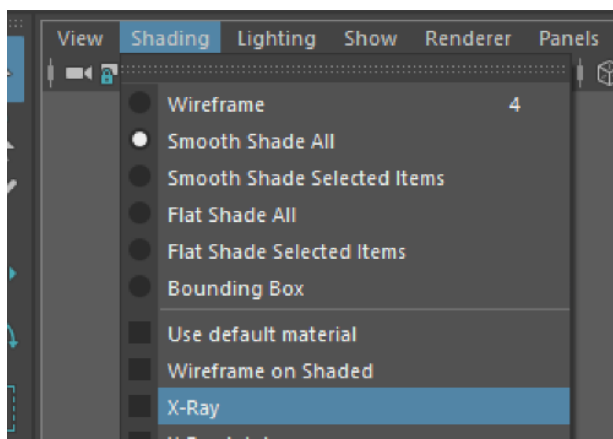 View Shading Lighting Show Renderer Panels
Wireframe 4
Smooth Shade All
Smooth Shade Selected Items
Flat Shade All
Flat Shade Selected Items
Bounding Box
Use default material
Wireframe on Shaded
X-Ray